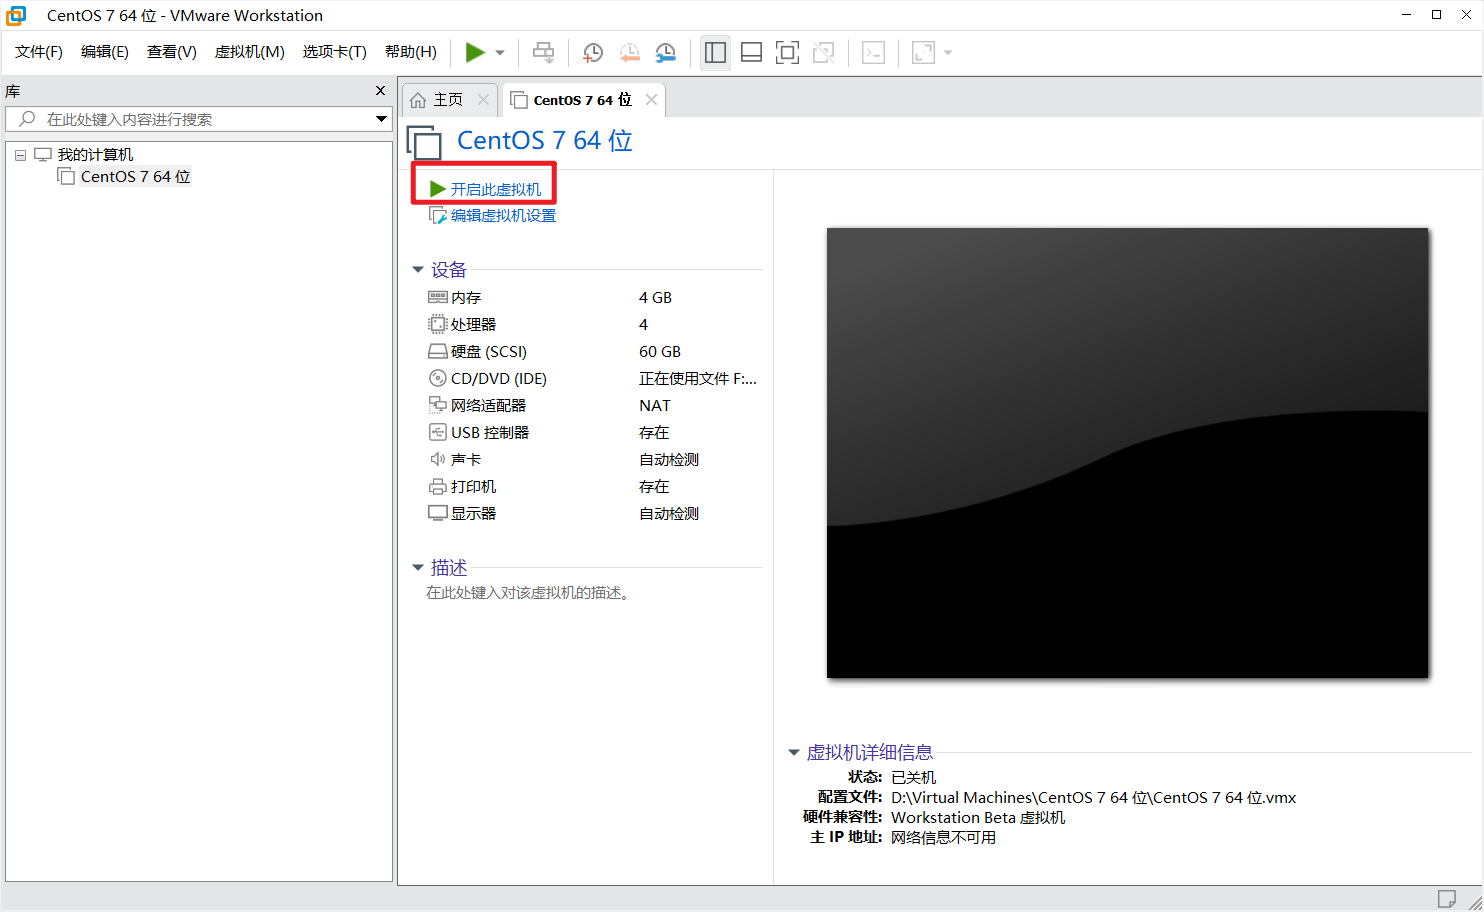 CentOS 7 64 位 - VMware Workstation
文件(F) 编辑(E) 查看(V) 虚拟机(M) 选项卡(T) 帮助(H)
库
在此处键入内容进行搜索
我的计算机
CentOS 7 64 位
主页 CentOS 7 64 位
CentOS 7 64 位
开启此虚拟机
编辑虚拟机设置
设备
内存 4 GB
处理器 4
硬盘 (SCSI) 60 GB
CD/DVD (IDE) 正在使用文件 F:...
网络适配器 NAT
USB 控制器 存在
声卡 自动检测
打印机 存在
显示器 自动检测
描述
在此处键入对该虚拟机的描述。
虚拟机详细信息
状态: 已关机
配置文件: D:\Virtual Machines\CentOS 7 64 位\CentOS 7 64 位.vmx
硬件兼容性: Workstation Beta 虚拟机
主 IP 地址: 网络信息不可用